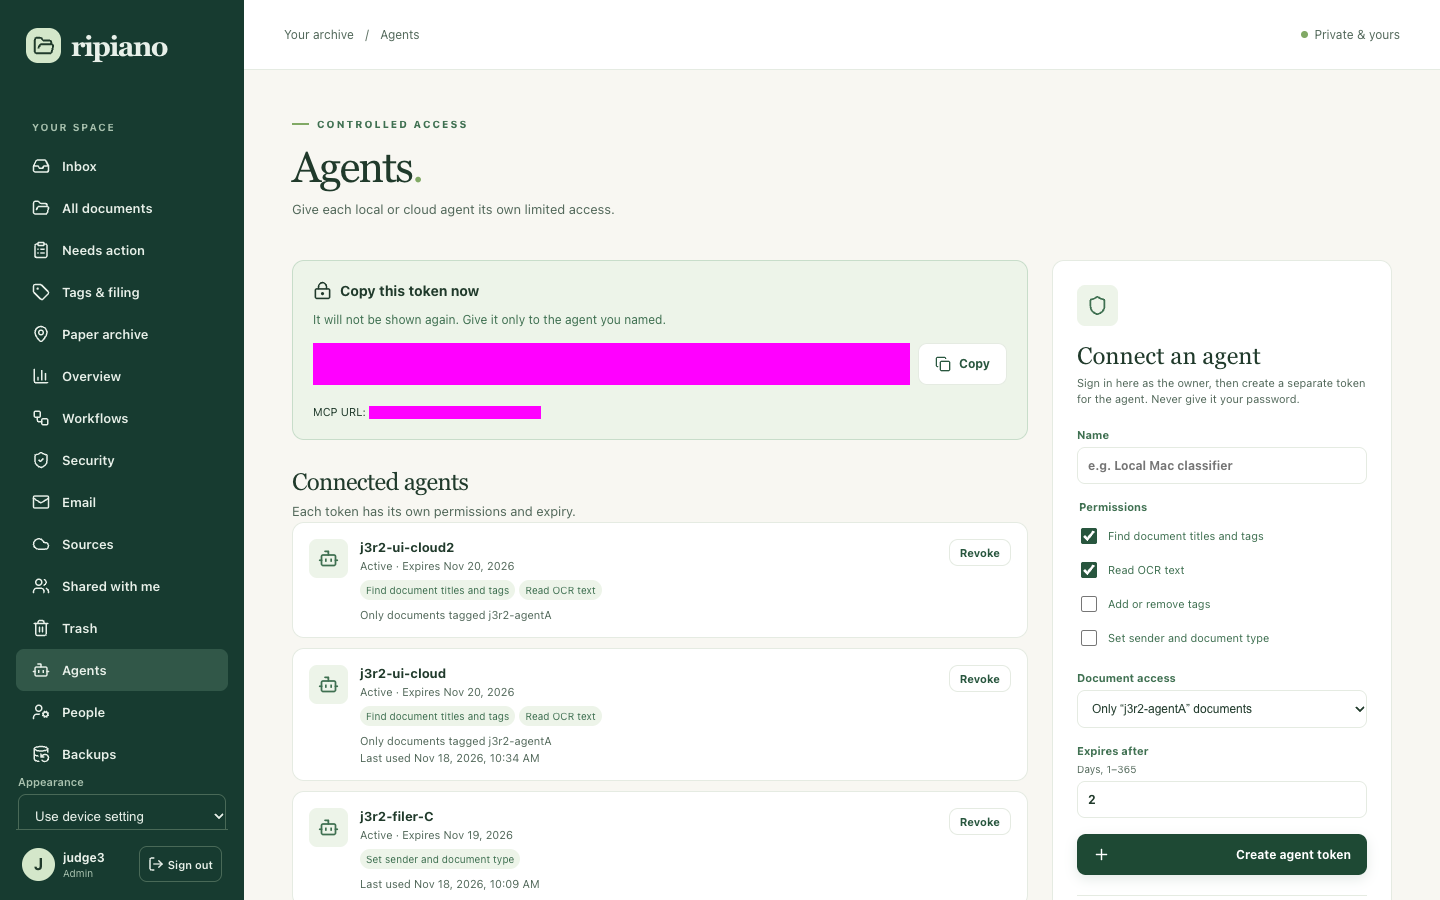 ripiano
YOUR SPACE
Inbox
All documents
Needs action
Tags & filing
Paper archive
Overview
Workflows
Security
Email
Sources
Shared with me
Trash
Agents
People
Backups
Appearance
Use device setting
J
judge3
Admin
Sign out
Your archive / Agents
Private & yours
CONTROLLED ACCESS
Agents.
Give each local or cloud agent its own limited access.
Copy this token now
It will not be shown again. Give it only to the agent you named.
Copy
MCP URL:
Connected agents
Each token has its own permissions and expiry.
j3r2-ui-cloud2
Active · Expires Nov 20, 2026
Find document titles and tags
Read OCR text
Only documents tagged j3r2-agentA
Revoke
j3r2-ui-cloud
Active · Expires Nov 20, 2026
Find document titles and tags
Read OCR text
Only documents tagged j3r2-agentA
Last used Nov 18, 2026, 10:34 AM
Revoke
j3r2-filer-C
Active · Expires Nov 19, 2026
Set sender and document type
Last used Nov 18, 2026, 10:09 AM
Revoke
Connect an agent
Sign in here as the owner, then create a separate token
for the agent. Never give it your password.
Name
e.g. Local Mac classifier
Permissions
Find document titles and tags
Read OCR text
Add or remove tags
Set sender and document type
Document access
Only “j3r2-agentA” documents
Expires after
Days, 1–365
2
Create agent token